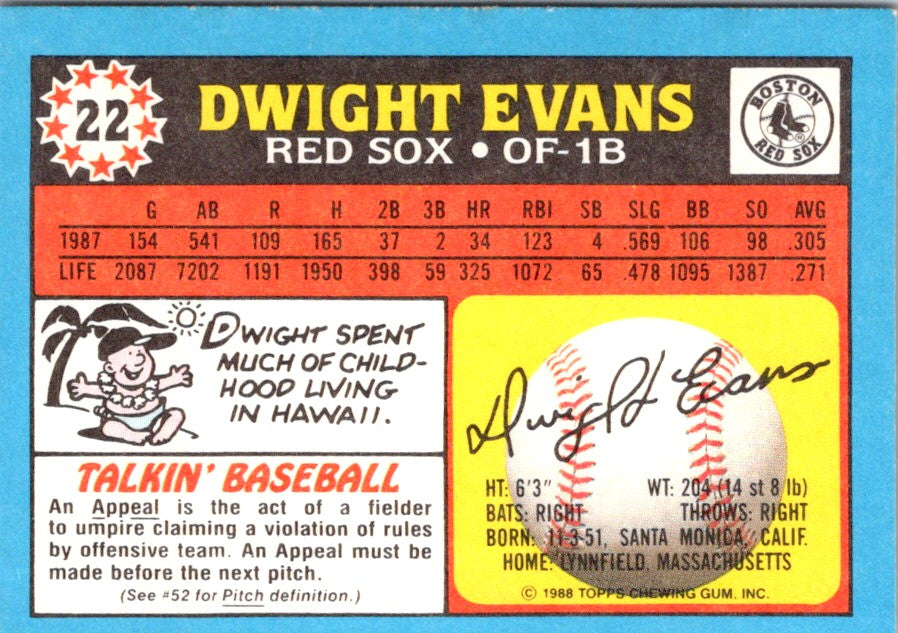 22
DWIGHT EVANS
RED SOX • OF-1B
BOSTON
RED SOX
®
G AB R H 2B 3B HR RBI SB SLG BB SO AVG
1987 154 541 109 165 37 2 34 123 4 .569 106 98 .305
LIFE 2087 7202 1191 1950 398 59 325 1072 65 .478 1095 1387 .271
DWIGHT SPENT
MUCH OF CHILD-
HOOD LIVING
IN HAWAII.
TALKIN' BASEBALL
An Appeal is the act of a fielder
to umpire claiming a violation of rules
by offensive team. An Appeal must be
made before the next pitch.
(See #52 for Pitch definition.)
Dwight Evans
HT: 6'3" WT: 204 (14 st 8 lb)
BATS: RIGHT THROWS: RIGHT
BORN: 11-3-51, SANTA MONICA, CALIF.
HOME: LYNNFIELD, MASSACHUSETTS
© 1988 TOPPS CHEWING GUM, INC.